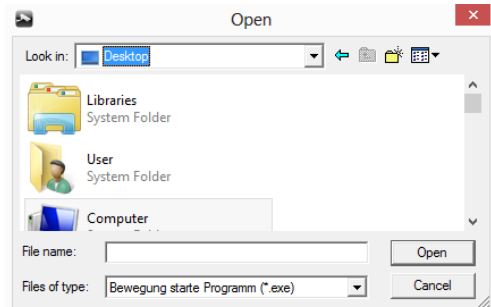 Open
Look in: Desktop
Libraries
System Folder
User
System Folder
Computer
File name:
Open
Files of type: Bewegung starte Programm (*.exe)
Cancel